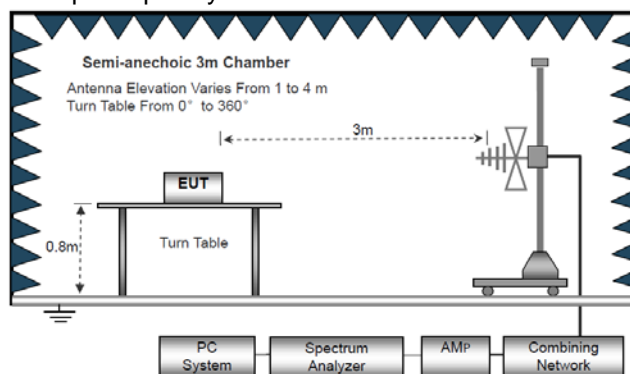 Semi-anechoic 3m Chamber
Antenna Elevation Varies From 1 to 4 m
Turn Table From 0° to 360°
3m
EUT
0.8m
Turn Table
PC
System
Spectrum
Analyzer
AMP
Combining
Network